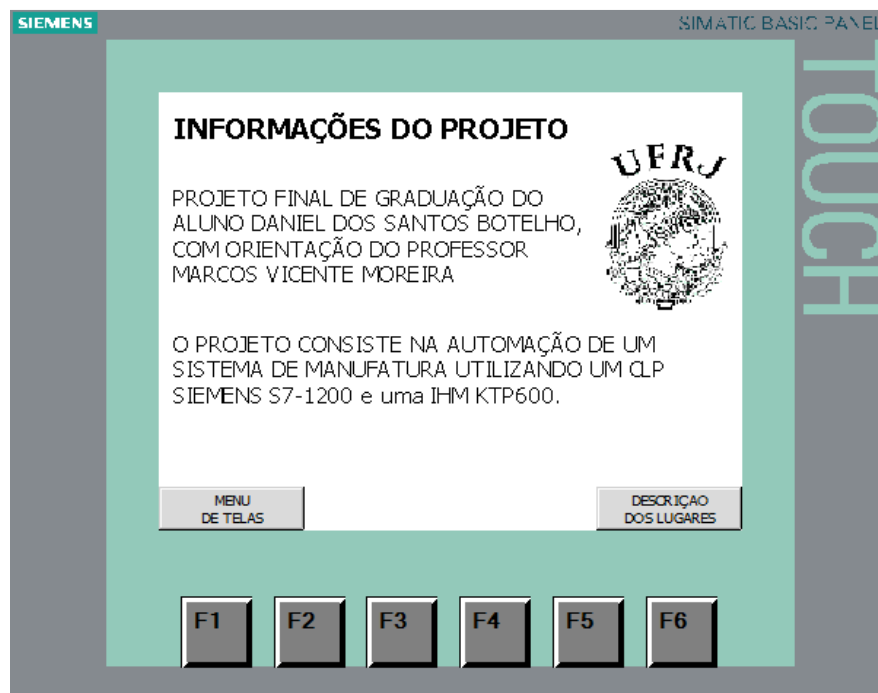 SIEMENS
SIMATIC BASIC PANEL
TOUCH
INFORMAÇÕES DO PROJETO
UFRJ
PROJETO FINAL DE GRADUAÇÃO DO
ALUNO DANIEL DOS SANTOS BOTELHO,
COM ORIENTAÇÃO DO PROFESSOR
MARCOS VICENTE MOREIRA
O PROJETO CONSISTE NA AUTOMAÇÃO DE UM
SISTEMA DE MANUFATURA UTILIZANDO UM CLP
SIEMENS S7-1200 e uma IHM KTP600.
MENU
DE TELAS
DESCRIÇAO
DOS LUGARES
F1 F2 F3 F4 F5 F6